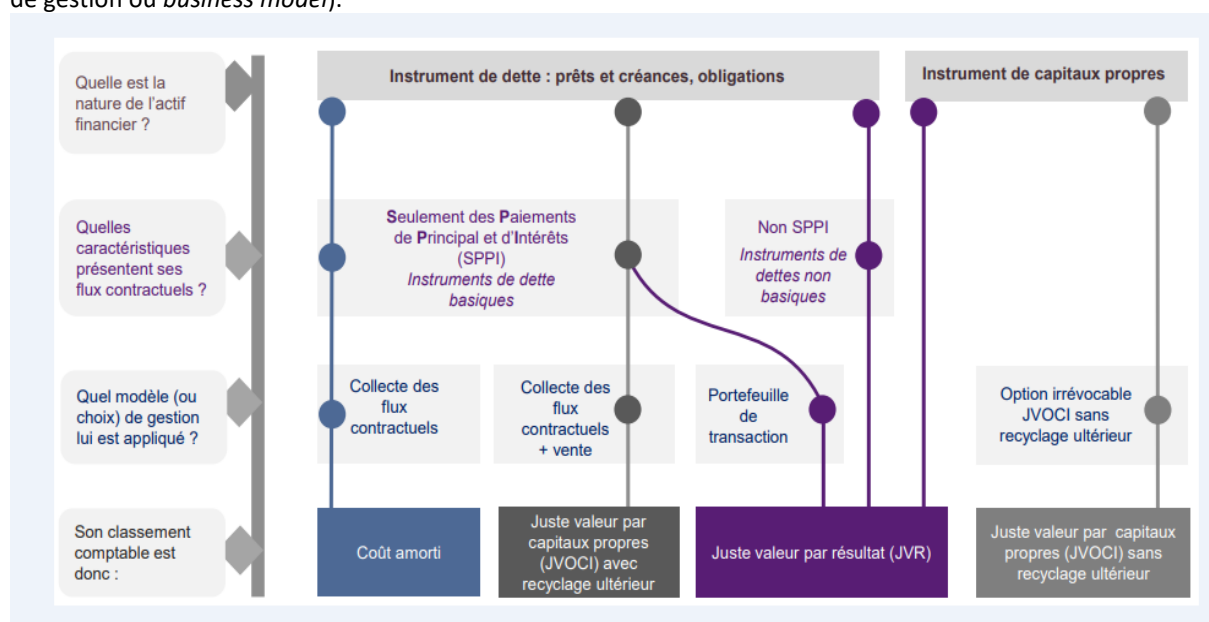 de gestion ou business model).
Quelle est la
nature de l'actif
financier ?
Instrument de dette : prêts et créances, obligations
Instrument de capitaux propres
Quelles
caractéristiques
présentent ses
flux contractuels ?
Seulement des Paiements
de Principal et d'Intérêts
(SPPI)
Instruments de dette
basiques
Non SPPI
Instruments de
dettes non
basiques
Quel modèle (ou
choix) de gestion
lui est appliqué ?
Collecte des
flux
contractuels
Collecte des
flux
contractuels
+ vente
Portefeuille
de
transaction
Option irrévocable
JVOCI sans
recyclage ultérieur
Son classement
comptable est
donc :
Coût amorti
Juste valeur par
capitaux propres
(JVOCI) avec
recyclage ultérieur
Juste valeur par résultat (JVR)
Juste valeur par capitaux
propres (JVOCI) sans
recyclage ultérieur